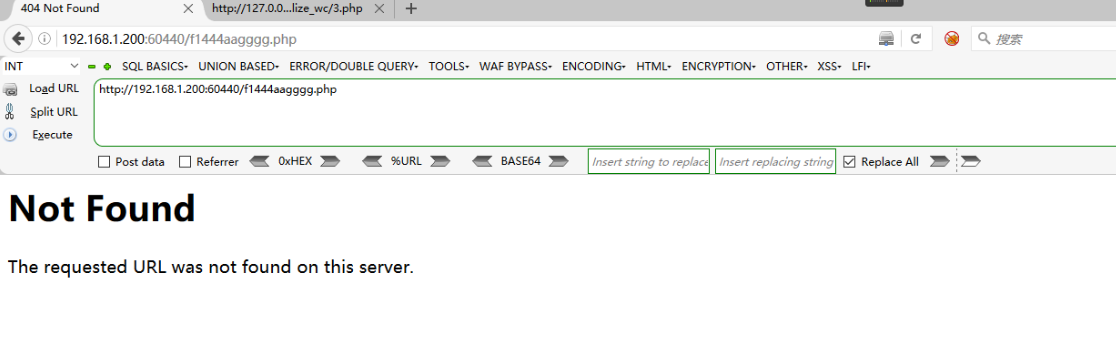 404 Not Found
http://127.0.0...lize_wc/3.php
192.168.1.200:60440/f1444aagggg.php
搜索
INT SQL BASICS UNION BASED ERROR/DOUBLE QUERY TOOLS WAF BYPASS ENCODING HTML ENCRYPTION OTHER XSS LFI
Load URL http://192.168.1.200:60440/f1444aagggg.php
Split URL
Execute
Post data Referrer 0xHEX %URL BASE64 Insert string to replace Insert replacing string Replace All
Not Found
The requested URL was not found on this server.